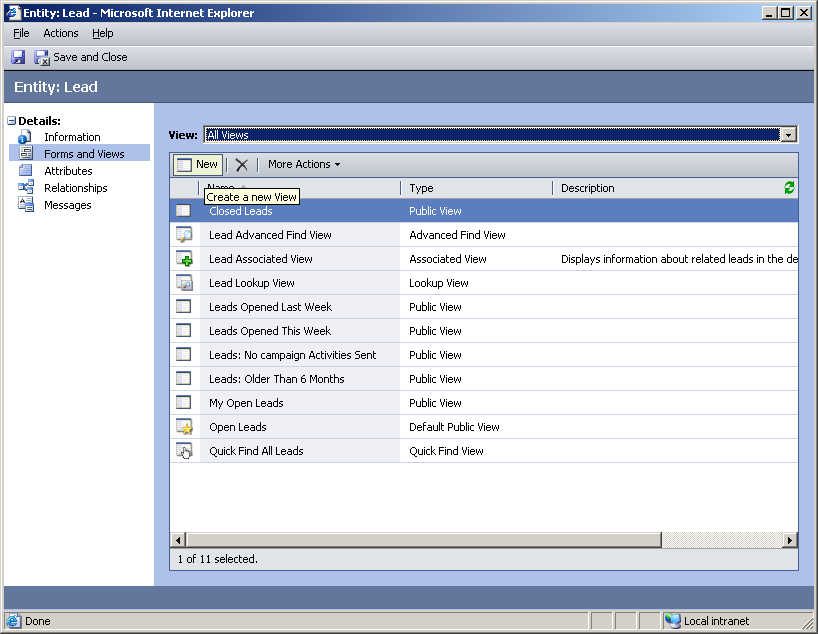 Entity: Lead - Microsoft Internet Explorer
File Actions Help
Save and Close
Entity: Lead
Details:
Information
Forms and Views
Attributes
Relationships
Messages
View: All Views
New More Actions
Name Type Description
Create a new View
Closed Leads Public View
Lead Advanced Find View Advanced Find View
Lead Associated View Associated View Displays information about related leads in the de
Lead Lookup View Lookup View
Leads Opened Last Week Public View
Leads Opened This Week Public View
Leads: No campaign Activities Sent Public View
Leads: Older Than 6 Months Public View
My Open Leads Public View
Open Leads Default Public View
Quick Find All Leads Quick Find View
1 of 11 selected.
Done Local intranet